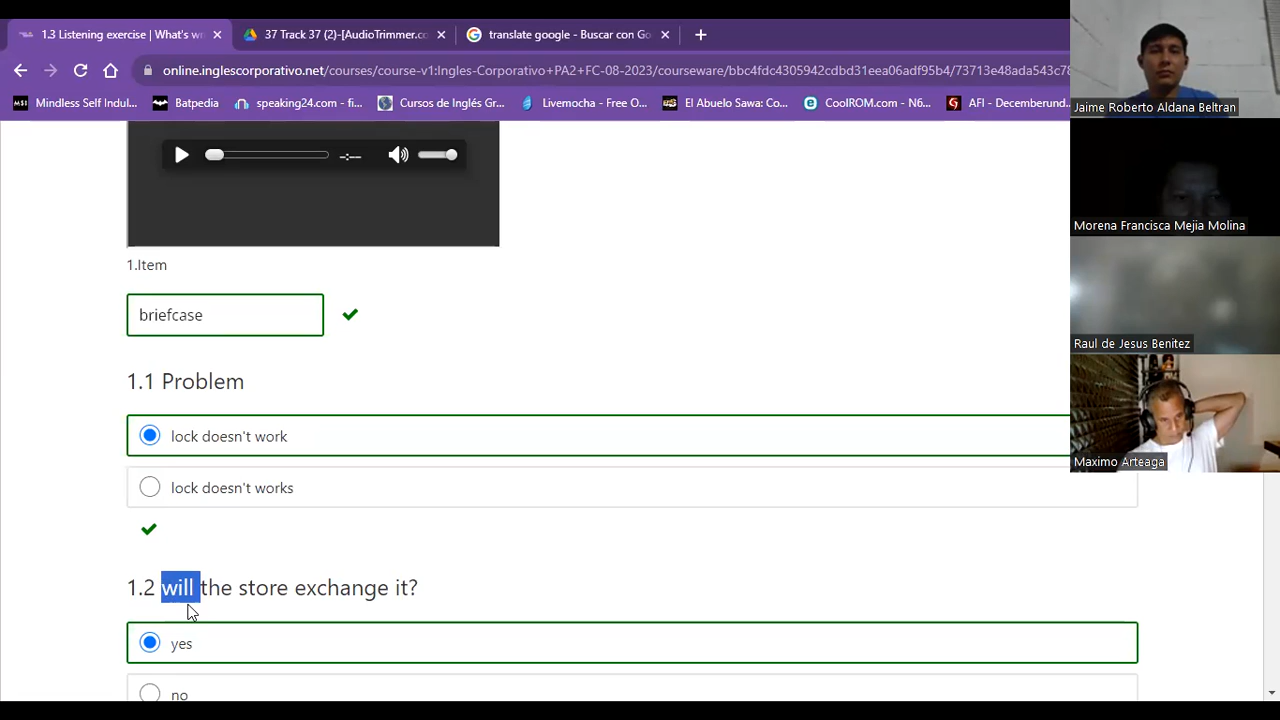 1.3 Listening exercise | What's wr
37 Track 37 (2)-[AudioTrimmer.co
translate google - Buscar con Go
online.inglescorporativo.net/courses/course-v1:Ingles-Corporativo+PA2+FC-08-2023/courseware/bbc4fdc4305942cdbd31eea06adf95b4/73713e48ada543c78
MSI Mindless Self Indul...
Batpedia
speaking24.com - fi...
Cursos de Inglés Gr...
Livemocha - Free O...
El Abuelo Sawa: Co...
CoolROM.com - N6...
AFI - Decemberund
Jaime Roberto Aldana Beltran
Morena Francisca Mejia Molina
Raul de Jesus Benitez
Maximo Arteaga
-:--
1.Item
briefcase
1.1 Problem
lock doesn't work
lock doesn't works
1.2 will the store exchange it?
yes
no